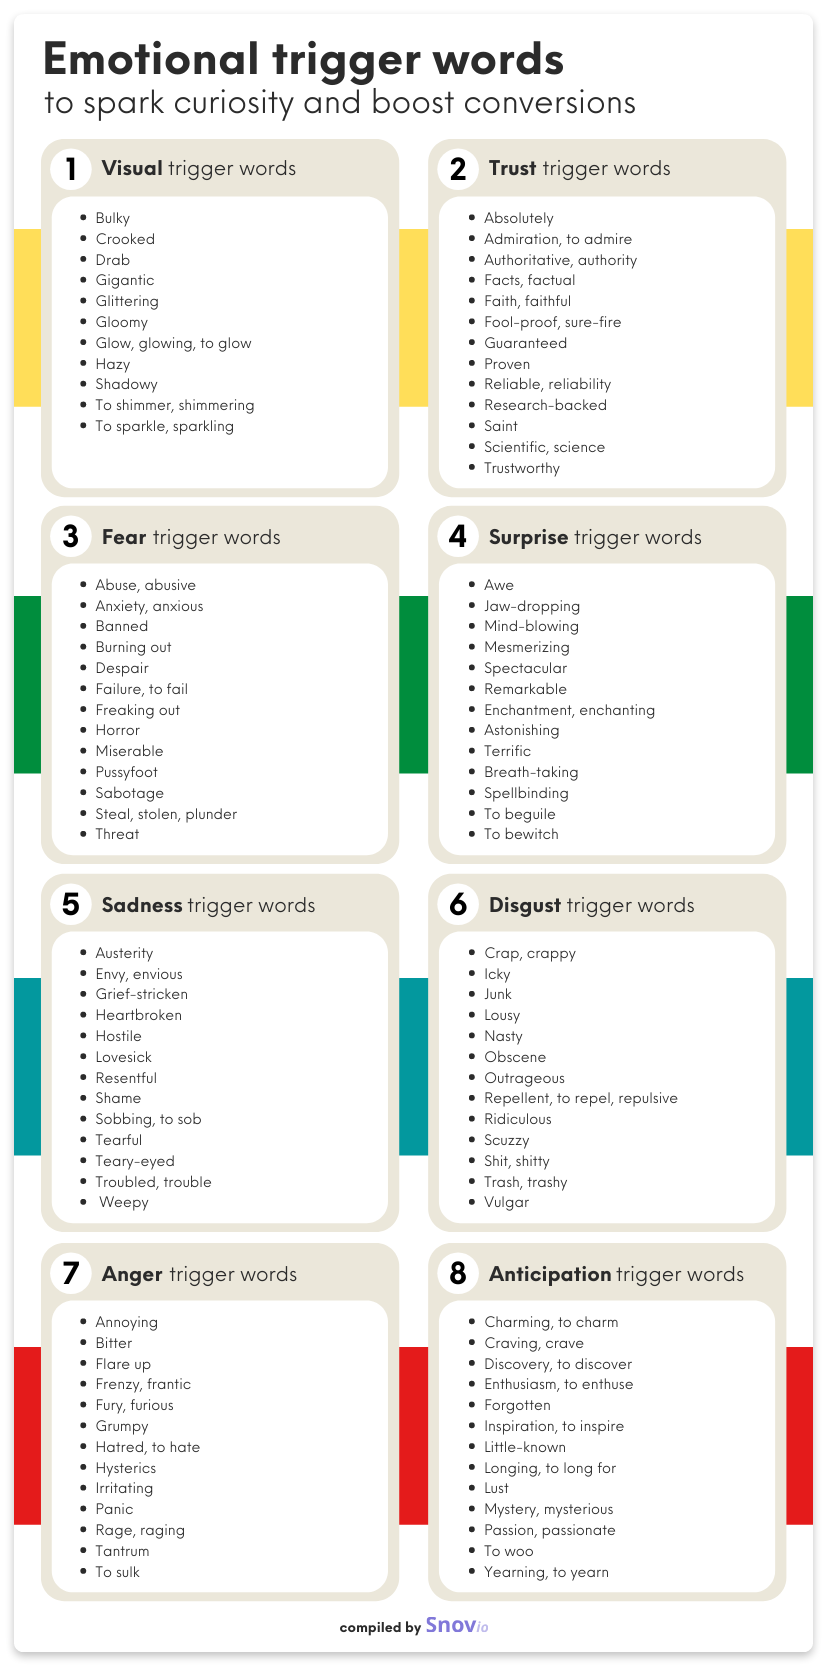 Emotional trigger words
to spark curiosity and boost conversions
1 Visual trigger words
Bulky
Crooked
Drab
Gigantic
Glittering
Gloomy
Glow, glowing, to glow
Hazy
Shadowy
To shimmer, shimmering
To sparkle, sparkling
2 Trust trigger words
Absolutely
Admiration, to admire
Authoritative, authority
Facts, factual
Faith, faithful
Fool-proof, sure-fire
Guaranteed
Proven
Reliable, reliability
Research-backed
Saint
Scientific, science
Trustworthy
3 Fear trigger words
Abuse, abusive
Anxiety, anxious
Banned
Burning out
Despair
Failure, to fail
Freaking out
Horror
Miserable
Pussyfoot
Sabotage
Steal, stolen, plunder
Threat
4 Surprise trigger words
Awe
Jaw-dropping
Mind-blowing
Mesmerizing
Spectacular
Remarkable
Enchantment, enchanting
Astonishing
Terrific
Breath-taking
Spellbinding
To beguile
To bewitch
5 Sadness trigger words
Austerity
Envy, envious
Grief-stricken
Heartbroken
Hostile
Lovesick
Resentful
Shame
Sobbing, to sob
Tearful
Teary-eyed
Troubled, trouble
Weepy
6 Disgust trigger words
Crap, crappy
Icky
Junk
Lousy
Nasty
Obscene
Outrageous
Repellent, to repel, repulsive
Ridiculous
Scuzzy
Shit, shitty
Trash, trashy
Vulgar
7 Anger trigger words
Annoying
Bitter
Flare up
Frenzy, frantic
Fury, furious
Grumpy
Hatred, to hate
Hysterics
Irritating
Panic
Rage, raging
Tantrum
To sulk
8 Anticipation trigger words
Charming, to charm
Craving, crave
Discovery, to discover
Enthusiasm, to enthuse
Forgotten
Inspiration, to inspire
Little-known
Longing, to long for
Lust
Mystery, mysterious
Passion, passionate
To woo
Yearning, to yearn
compiled by Snovio